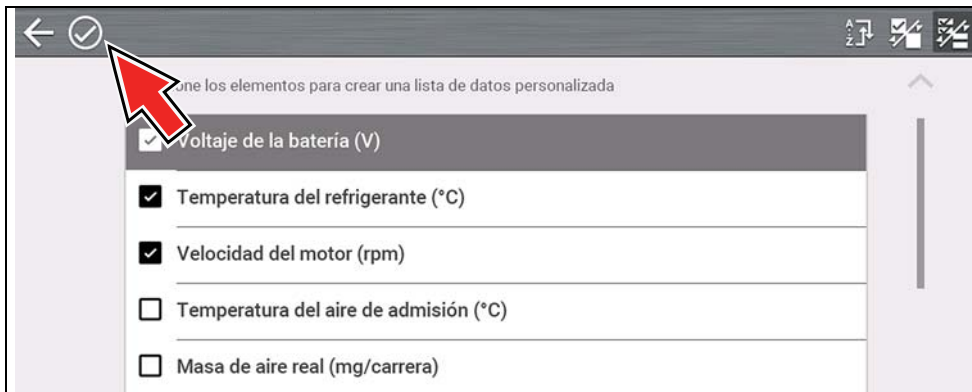 A
Z
one los elementos para crear una lista de datos personalizada
Voltaje de la batería (V)
Temperatura del refrigerante (°C)
Velocidad del motor (rpm)
Temperatura del aire de admisión (°C)
Masa de aire real (mg/carrera)